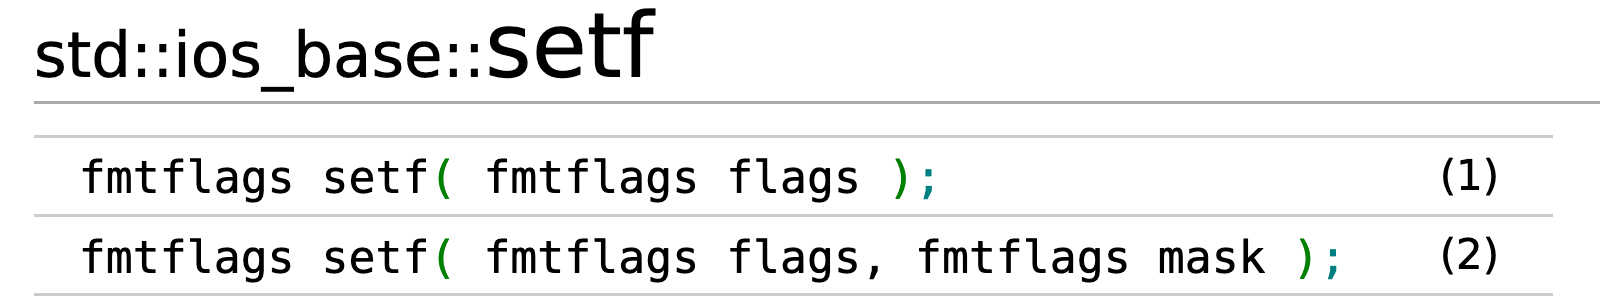 std::ios_base::setf
fmtflags setf( fmtflags flags ); (1)
fmtflags setf( fmtflags flags, fmtflags mask ); (2)